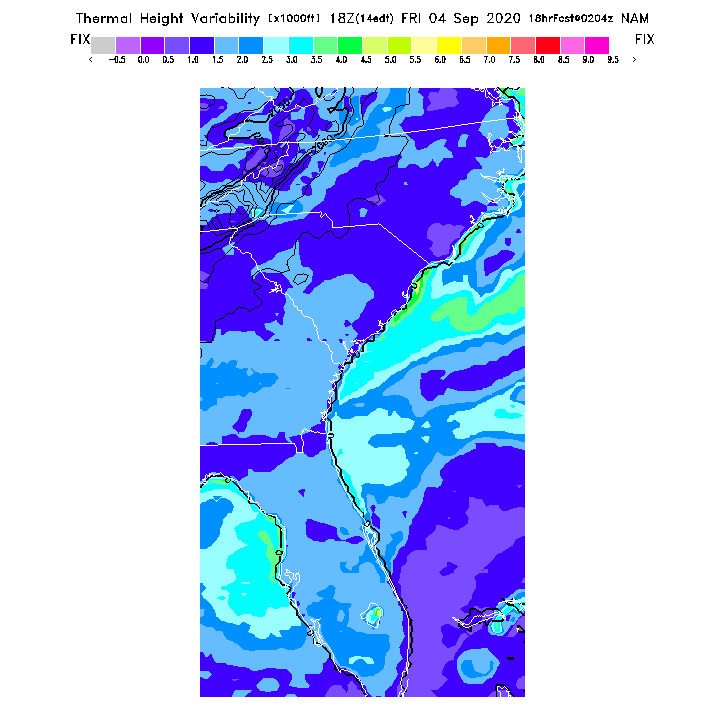 Thermal Height Variability [x1000ft] 18Z(14edt) FRI 04 Sep 2020 18hrFcst@0204z NAM
FIX FIX
< -0.5 0.0 0.5 1.0 1.5 2.0 2.5 3.0 3.5 4.0 4.5 5.0 5.5 6.0 6.5 7.0 7.5 8.0 8.5 9.0 9.5 >